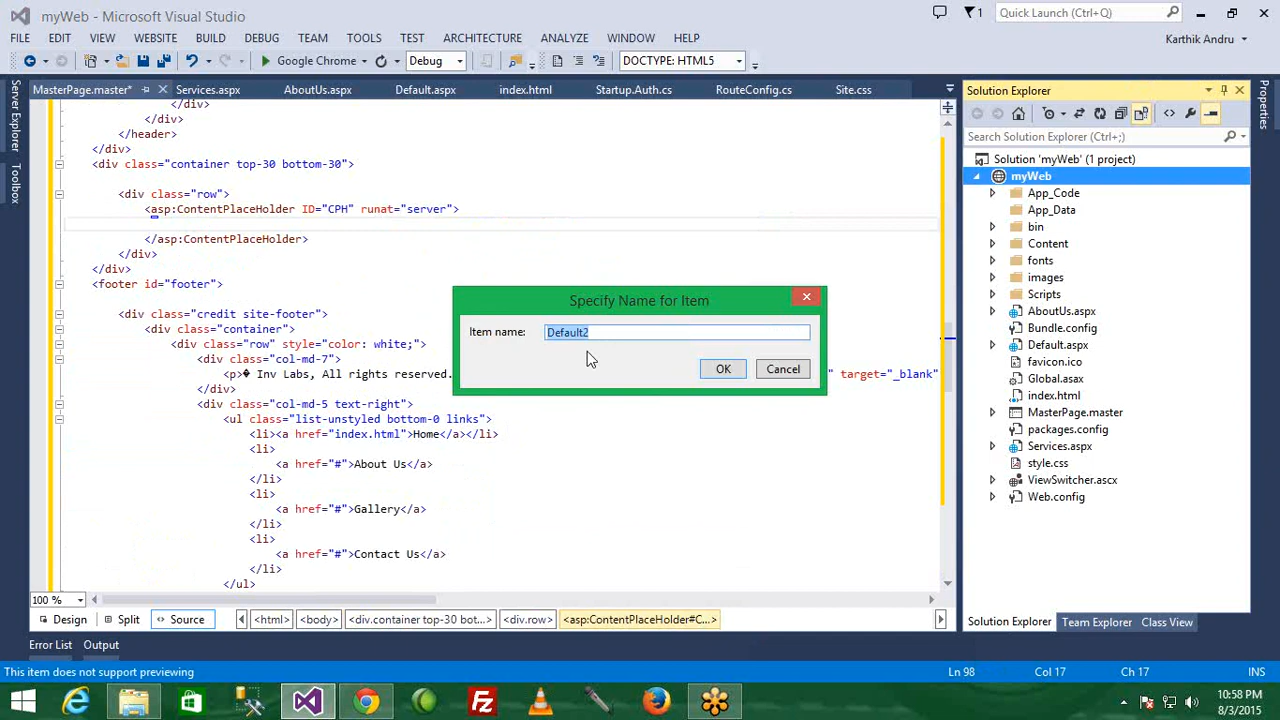 myWeb - Microsoft Visual Studio
1
Quick Launch (Ctrl+Q)
FILE EDIT VIEW WEBSITE BUILD DEBUG TEAM TOOLS TEST ARCHITECTURE ANALYZE WINDOW HELP
Karthik Andru
Google Chrome Debug DOCTYPE: HTML5
MasterPage.master* Services.aspx AboutUs.aspx Default.aspx index.html Startup.Auth.cs RouteConfig.cs Site.css
Server Explorer
Toolbox
</div>
</div>
</header>
</div>
<div class="container top-30 bottom-30">
<div class="row">
<asp:ContentPlaceHolder ID="CPH" runat="server">
</asp:ContentPlaceHolder>
</div>
</div>
<footer id="footer">
<div class="credit site-footer">
<div class="container">
<div class="row" style="color: white;">
<div class="col-md-7">
<p>� Inv Labs, All rights reserved. " target="_blank"
</div>
<div class="col-md-5 text-right">
<ul class="list-unstyled bottom-0 links">
<li><a href="index.html">Home</a></li>
<li>
<a href="#">About Us</a>
</li>
<li>
<a href="#">Gallery</a>
</li>
<li>
<a href="#">Contact Us</a>
</li>
</ul>
Specify Name for Item
Item name: Default2
OK Cancel
100 %
Design Split Source <html> <body> <div.container top-30 bot...> <div.row> <asp:ContentPlaceHolder#C...>
Error List Output
Solution Explorer
Search Solution Explorer (Ctrl+;)
Solution 'myWeb' (1 project)
myWeb
App_Code
App_Data
bin
Content
fonts
images
Scripts
AboutUs.aspx
Bundle.config
Default.aspx
favicon.ico
Global.asax
index.html
MasterPage.master
packages.config
Services.aspx
style.css
ViewSwitcher.ascx
Web.config
Solution Explorer Team Explorer Class View
Properties
This item does not support previewing Ln 98 Col 17 Ch 17 INS
10:58 PM
8/3/2015